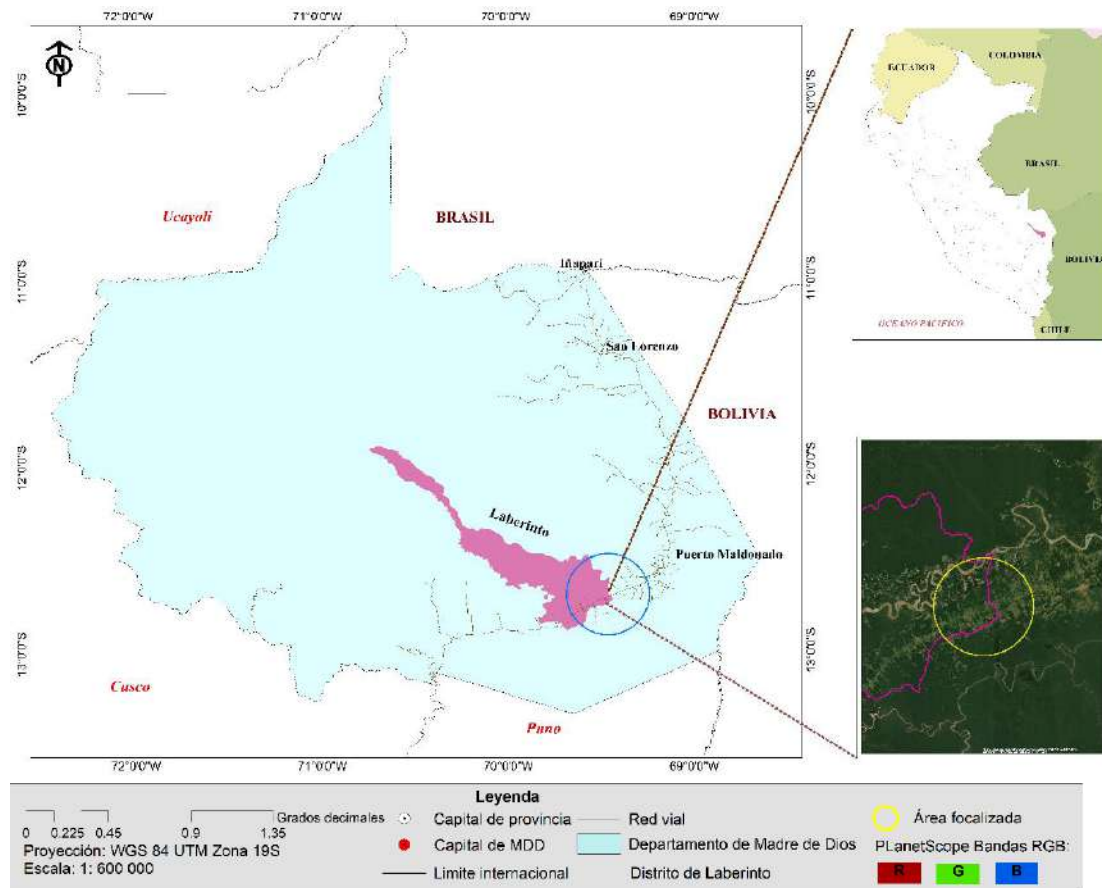 72°0'0"W
71°0'0"W
70°0'0"W
69°0'0"W
10°0'0"S
11°0'0"S
12°0'0"S
13°0'0"S
10°0'0"S
11°0'0"S
12°0'0"S
13°0'0"S
N
Ucayali
BRASIL
Iñapari
San Lorenzo
BOLIVIA
Laberinto
Puerto Maldonado
Cusco
Puno
72°0'0"W
71°0'0"W
70°0'0"W
69°0'0"W
COLOMBIA
ECUADOR
BRASIL
BOLIVIA
OCEANO PACIFICO
CHILE
Leyenda
0 0.225 0.45 0.9 1.35
Grados decimales
Proyección: WGS 84 UTM Zona 19S
Escala: 1: 600 000
Capital de provincia
Capital de MDD
Limite internacional
Red vial
Departamento de Madre de Dios
Distrito de Laberinto
Área focalizada
PLanetScope Bandas RGB:
R G B